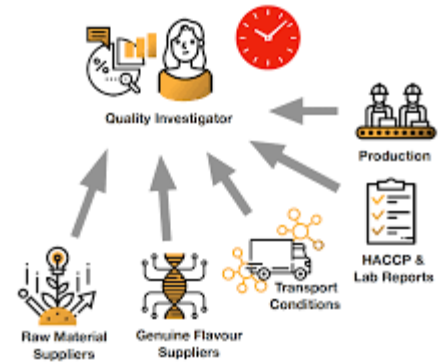 Quality Investigator
Production
HACCP &
Lab Reports
Transport
Conditions
Genuine Flavour
Suppliers
Raw Material
Suppliers